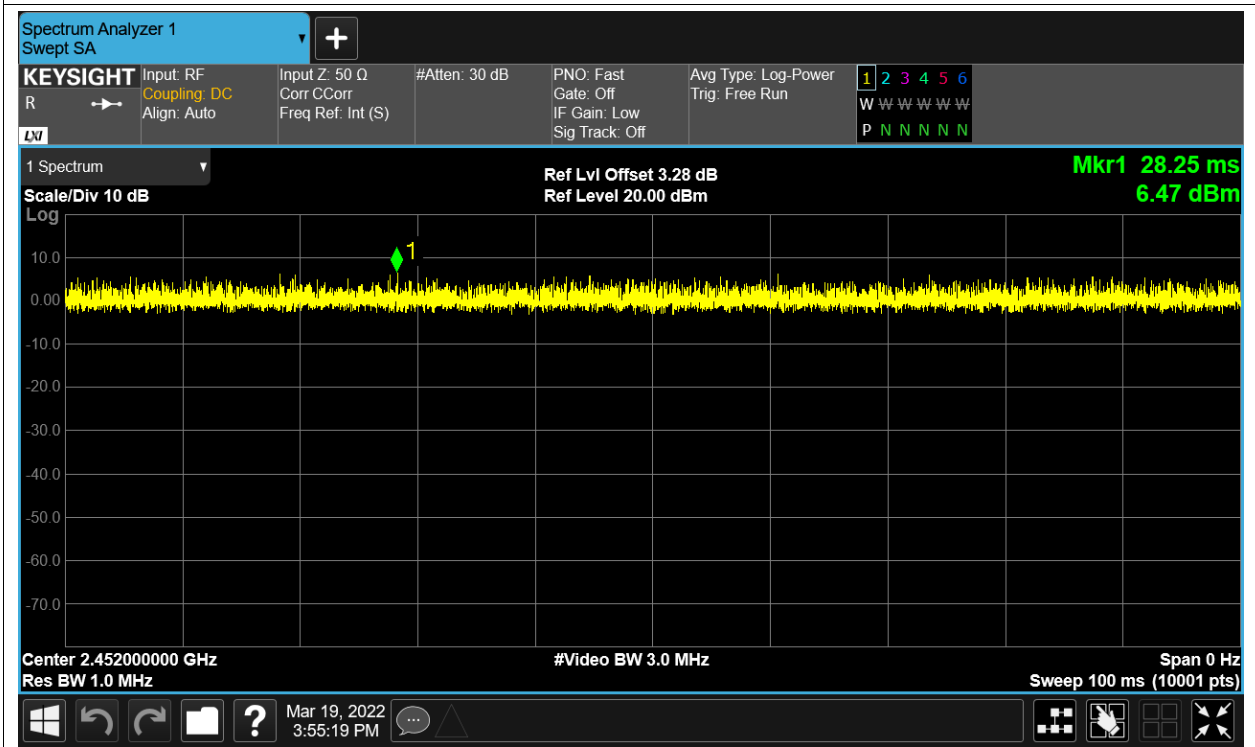 Spectrum Analyzer 1
Swept SA
KEYSIGHT
R
LXI
Input: RF
Coupling: DC
Align: Auto
Input Z: 50 Ω
Corr CCorr
Freq Ref: Int (S)
#Atten: 30 dB
PNO: Fast
Gate: Off
IF Gain: Low
Sig Track: Off
Avg Type: Log-Power
Trig: Free Run
1 2 3 4 5 6
W W W W W W
P N N N N N
1 Spectrum
Scale/Div 10 dB
Log
Ref Lvl Offset 3.28 dB
Ref Level 20.00 dBm
Mkr1 28.25 ms
6.47 dBm
1
10.0
0.00
-10.0
-20.0
-30.0
-40.0
-50.0
-60.0
-70.0
Center 2.452000000 GHz
Res BW 1.0 MHz
#Video BW 3.0 MHz
Span 0 Hz
Sweep 100 ms (10001 pts)
?
Mar 19, 2022
3:55:19 PM